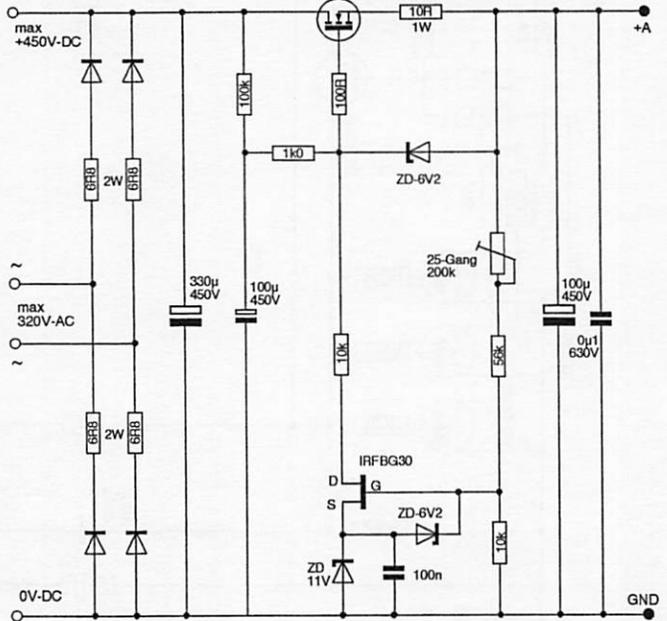 max
+450V-DC
10R
1W
+A
100k
100R
1k0
ZD-6V2
6R8
2W
6R8
25-Gang
200k
~
max
320V-AC
~
330µ
450V
100µ
450V
100µ
450V
0µ1
630V
10k
56k
6R8
2W
6R8
IRFBG30
D
G
S
ZD-6V2
ZD
11V
100n
10k
0V-DC
GND